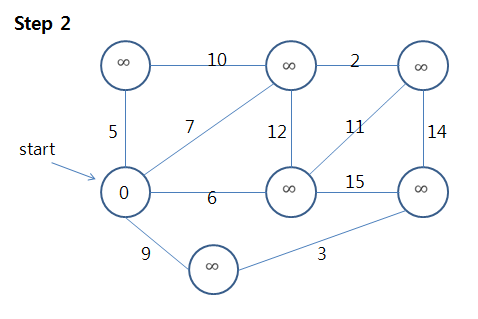 Step 2
∞ 10 ∞ 2 ∞
5 7 12 11 14
start
0 6 ∞ 15 ∞
9 ∞ 3